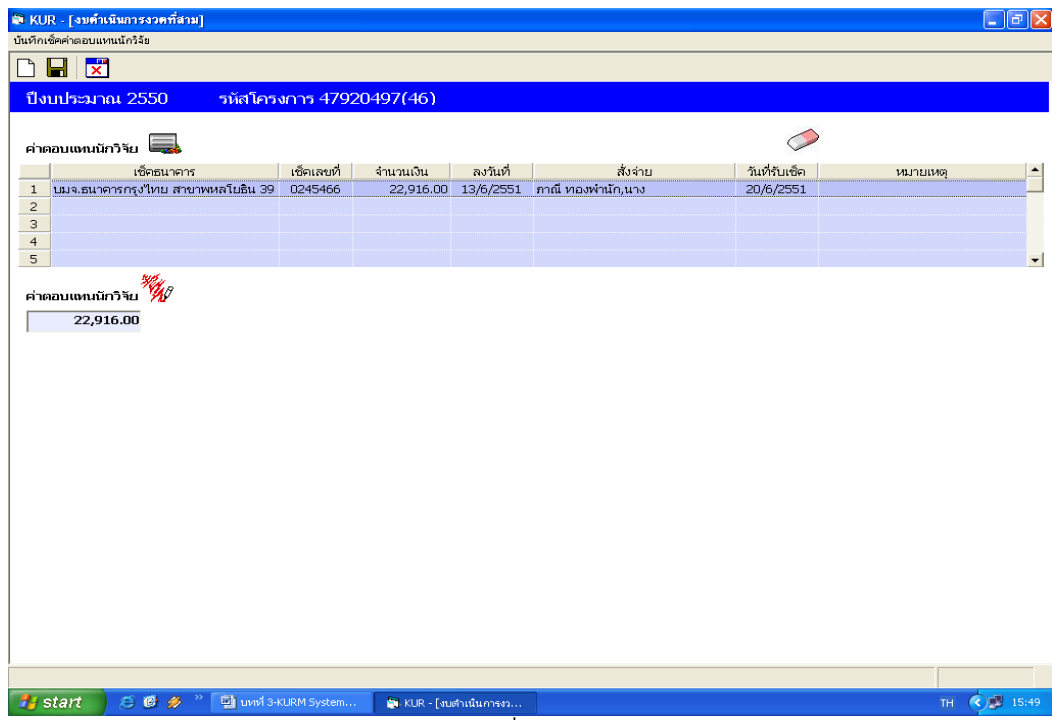 KUR - [งบดำเนินการงวดที่สาม]
บันทึกเช็คค่าตอบแทนนักวิจัย
ปีงบประมาณ 2550 รหัสโครงการ 47920497(46)
ค่าตอบแทนนักวิจัย
เช็คธนาคาร เช็คเลขที่ จำนวนเงิน ลงวันที่ สั่งจ่าย วันที่รับเช็ค หมายเหตุ
1 บมจ.ธนาคารกรุงไทย สาขาพหลโยธิน 39 0245466 22,916.00 13/6/2551 ภาณี ทองพำนัก,นาง 20/6/2551
2
3
4
5
ค่าตอบแทนนักวิจัย
22,916.00
start บทที่ 3-KURM System... KUR - [งบดำเนินการงว... TH 15:49